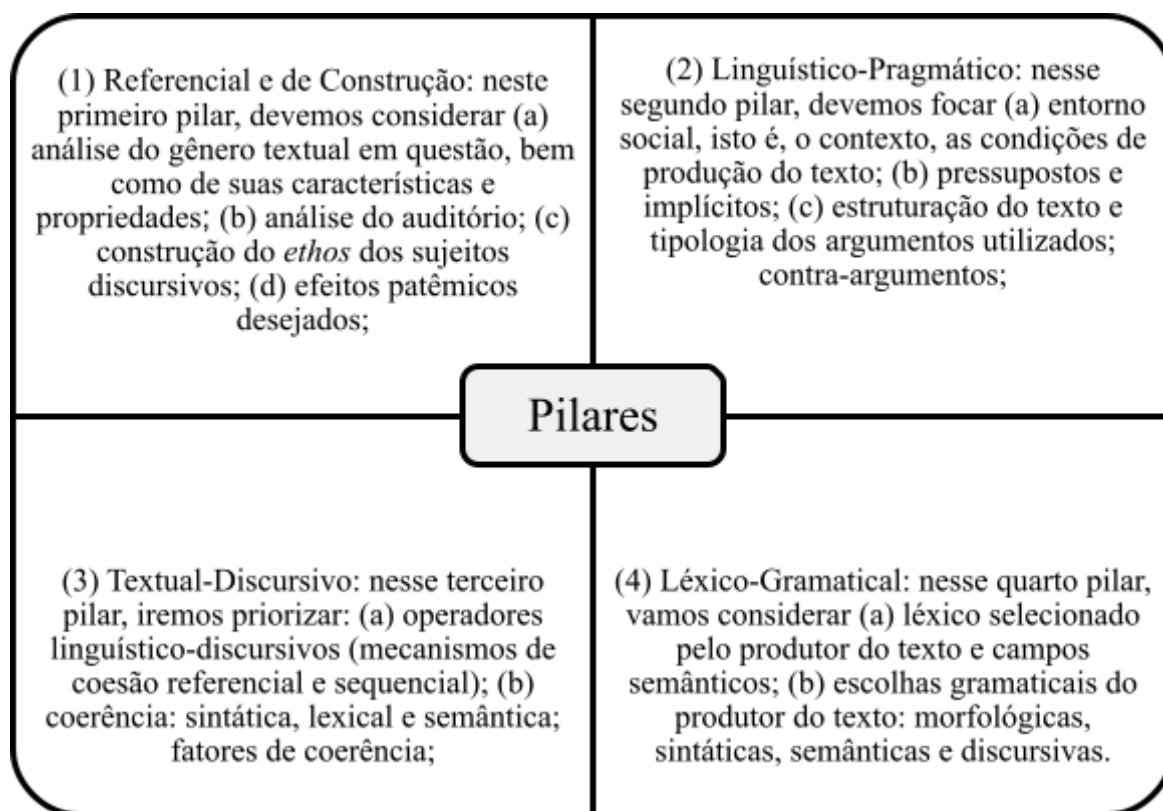 (1) Referencial e de Construção: neste
primeiro pilar, devemos considerar (a)
análise do gênero textual em questão, bem
como de suas características e
propriedades; (b) análise do auditório; (c)
construção do ethos dos sujeitos
discursivos; (d) efeitos patêmicos
desejados;
(2) Linguístico-Pragmático: nesse
segundo pilar, devemos focar (a) entorno
social, isto é, o contexto, as condições de
produção do texto; (b) pressupostos e
implícitos; (c) estruturação do texto e
tipologia dos argumentos utilizados;
contra-argumentos;
Pilares
(3) Textual-Discursivo: nesse terceiro
pilar, iremos priorizar: (a) operadores
linguístico-discursivos (mecanismos de
coesão referencial e sequencial); (b)
coerência: sintática, lexical e semântica;
fatores de coerência;
(4) Léxico-Gramatical: nesse quarto pilar,
vamos considerar (a) léxico selecionado
pelo produtor do texto e campos
semânticos; (b) escolhas gramaticais do
produtor do texto: morfológicas,
sintáticas, semânticas e discursivas.